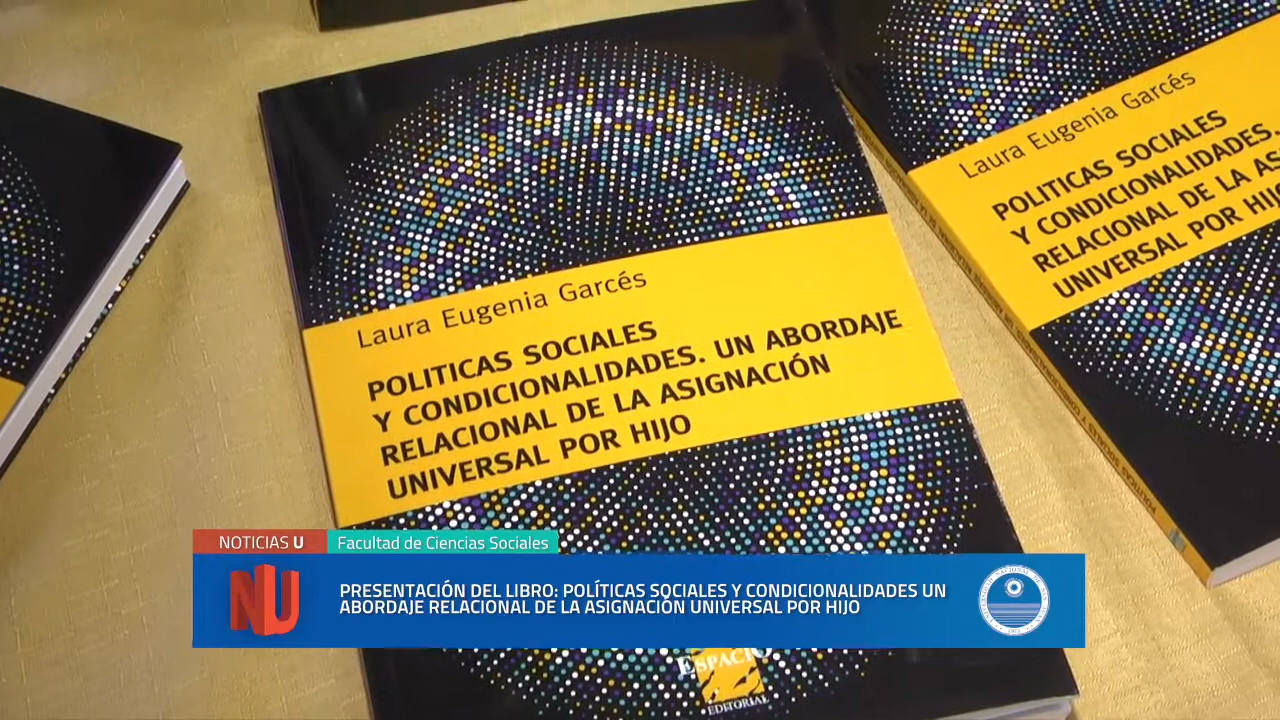 Laura Eugenia Garcés
POLITICAS SOCIALES
Y CONDICIONALIDADES. UN ABORDAJE
RELACIONAL DE LA ASIGNACIÓN
UNIVERSAL POR HIJO
ESPACIO
EDITORIAL
Laura Eugenia Garcés
POLITICAS SOCIALES
Y CONDICIONALIDADES.
RELACIONAL DE LA
UNIVERSAL POR
NOTICIAS U
Facultad de Ciencias Sociales
NU
PRESENTACIÓN DEL LIBRO: POLÍTICAS SOCIALES Y CONDICIONALIDADES UN
ABORDAJE RELACIONAL DE LA ASIGNACIÓN UNIVERSAL POR HIJO